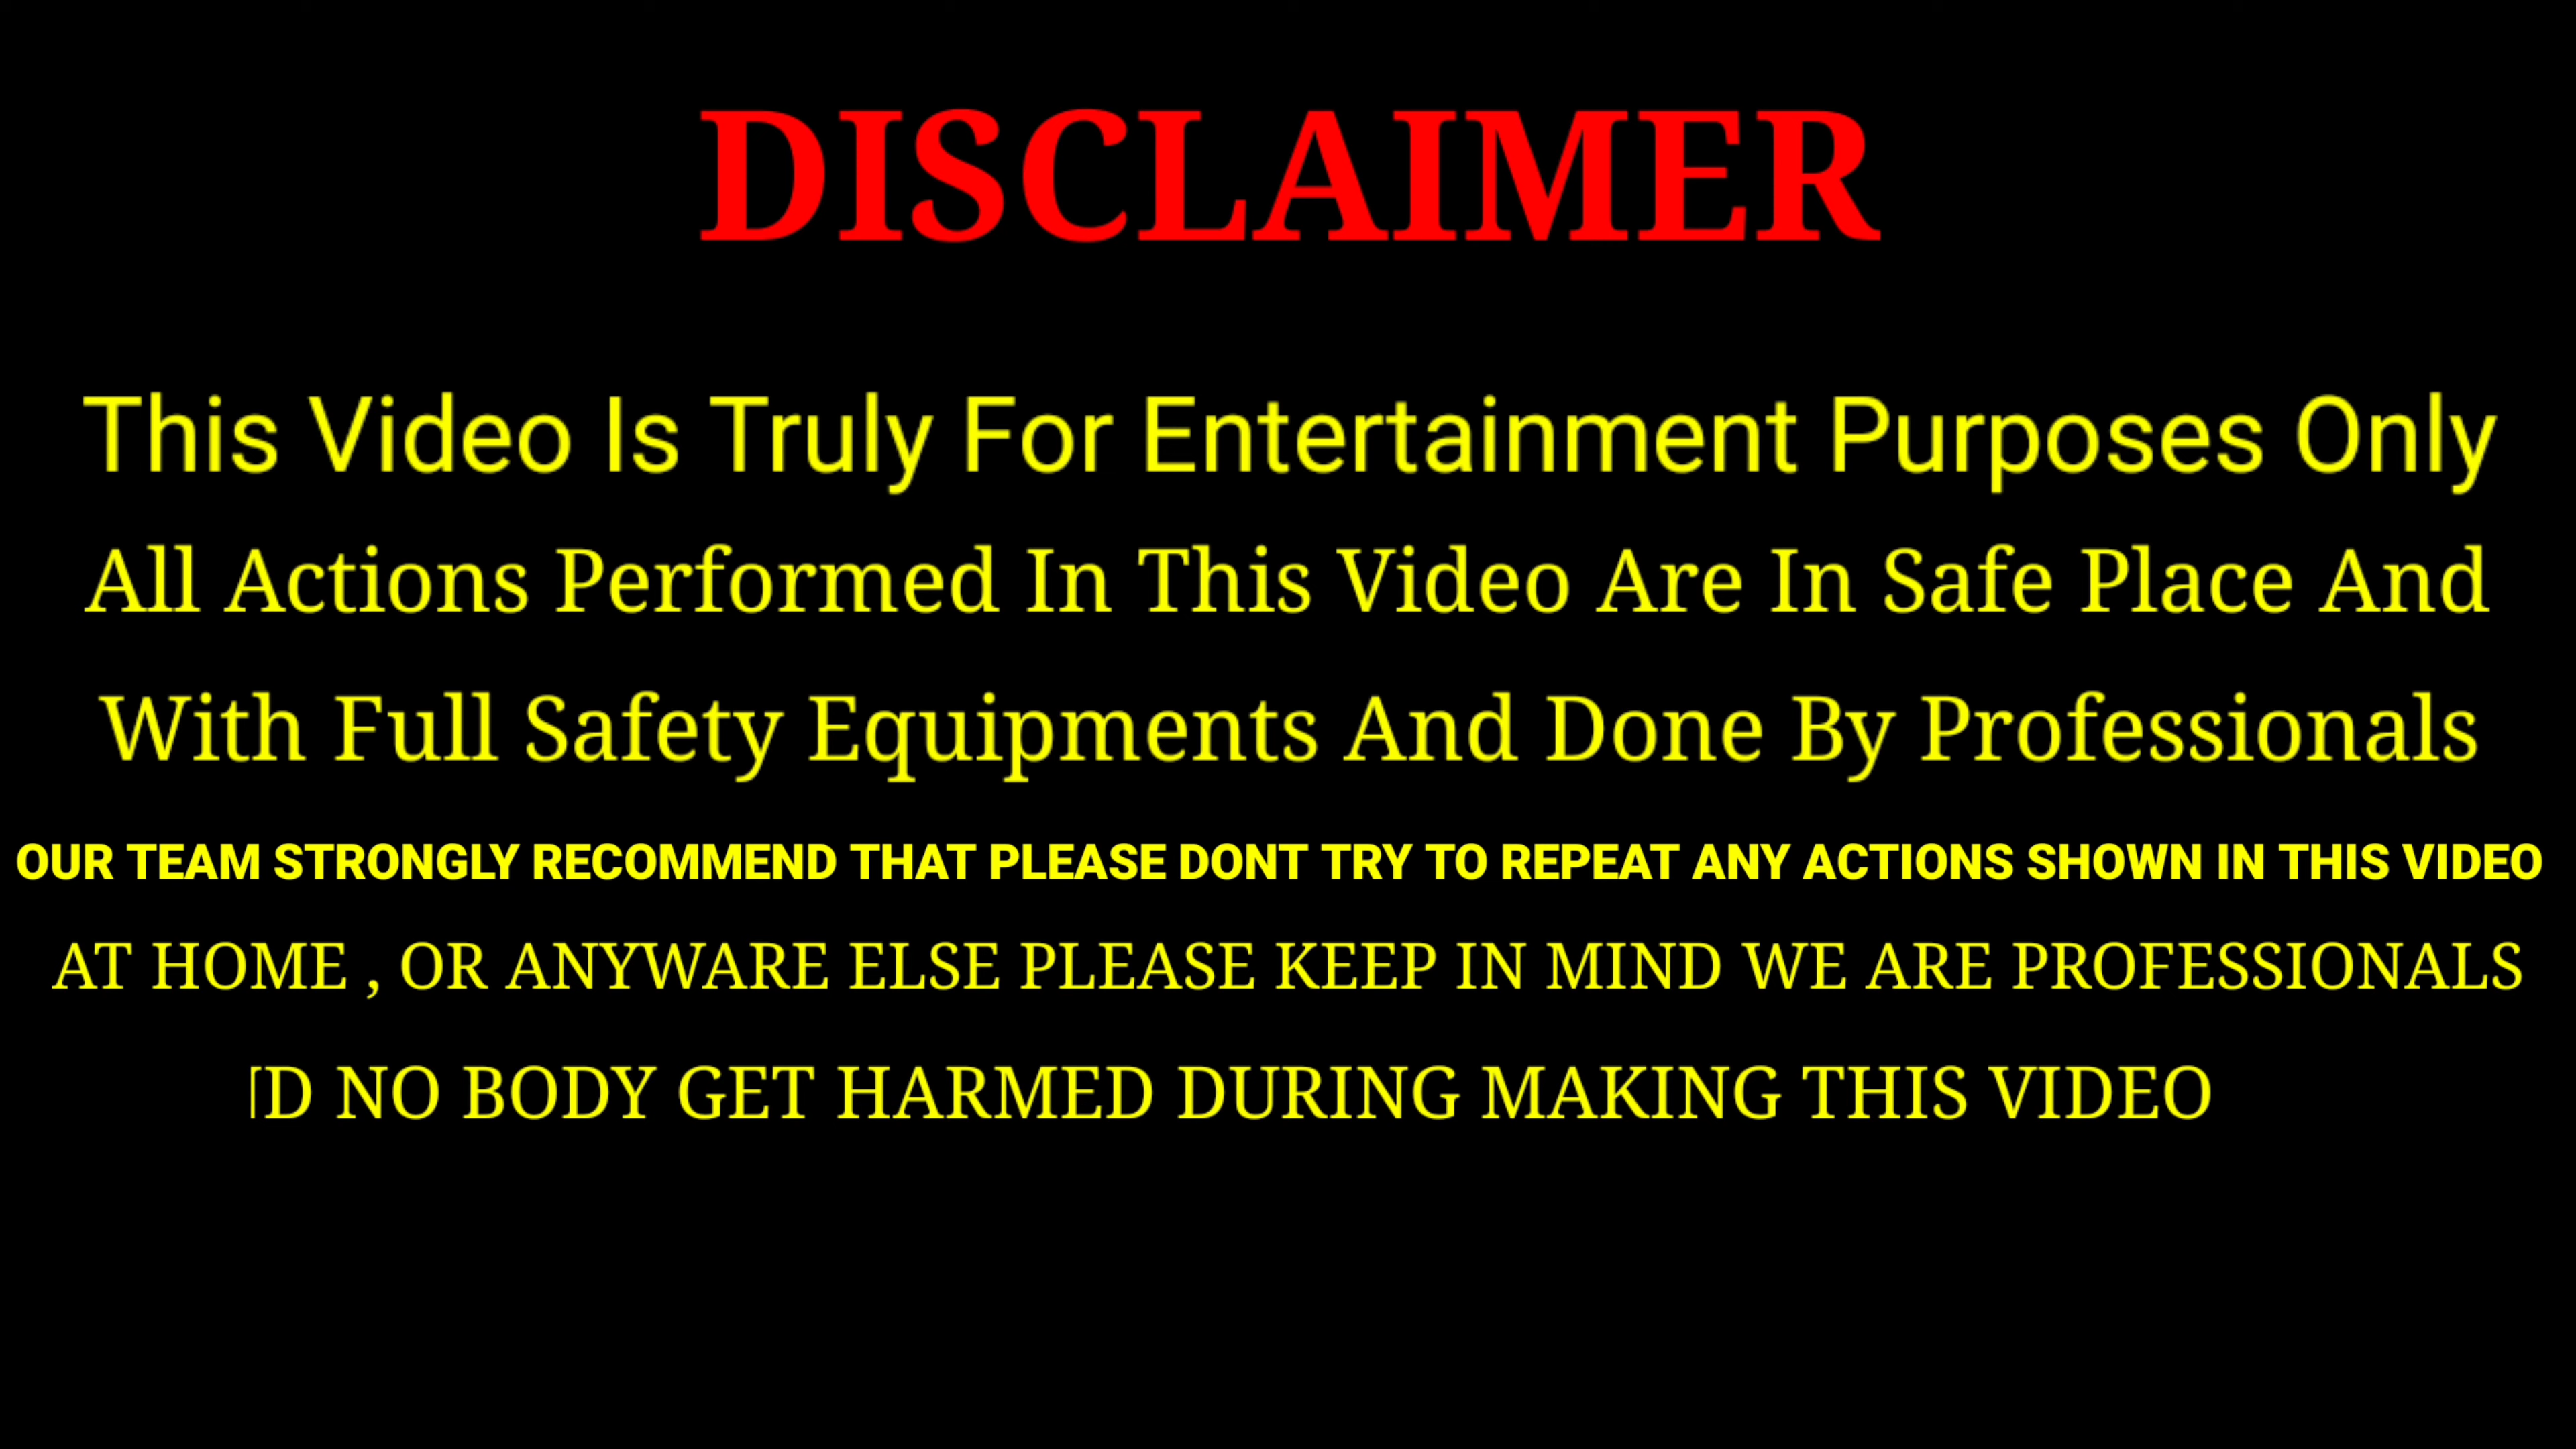 DISCLAIMER
This Video Is Truly For Entertainment Purposes Only
All Actions Performed In This Video Are In Safe Place And
With Full Safety Equipments And Done By Professionals
OUR TEAM STRONGLY RECOMMEND THAT PLEASE DONT TRY TO REPEAT ANY ACTIONS SHOWN IN THIS VIDEO
AT HOME , OR ANYWARE ELSE PLEASE KEEP IN MIND WE ARE PROFESSIONALS
NO BODY GET HARMED DURING MAKING THIS VIDEO